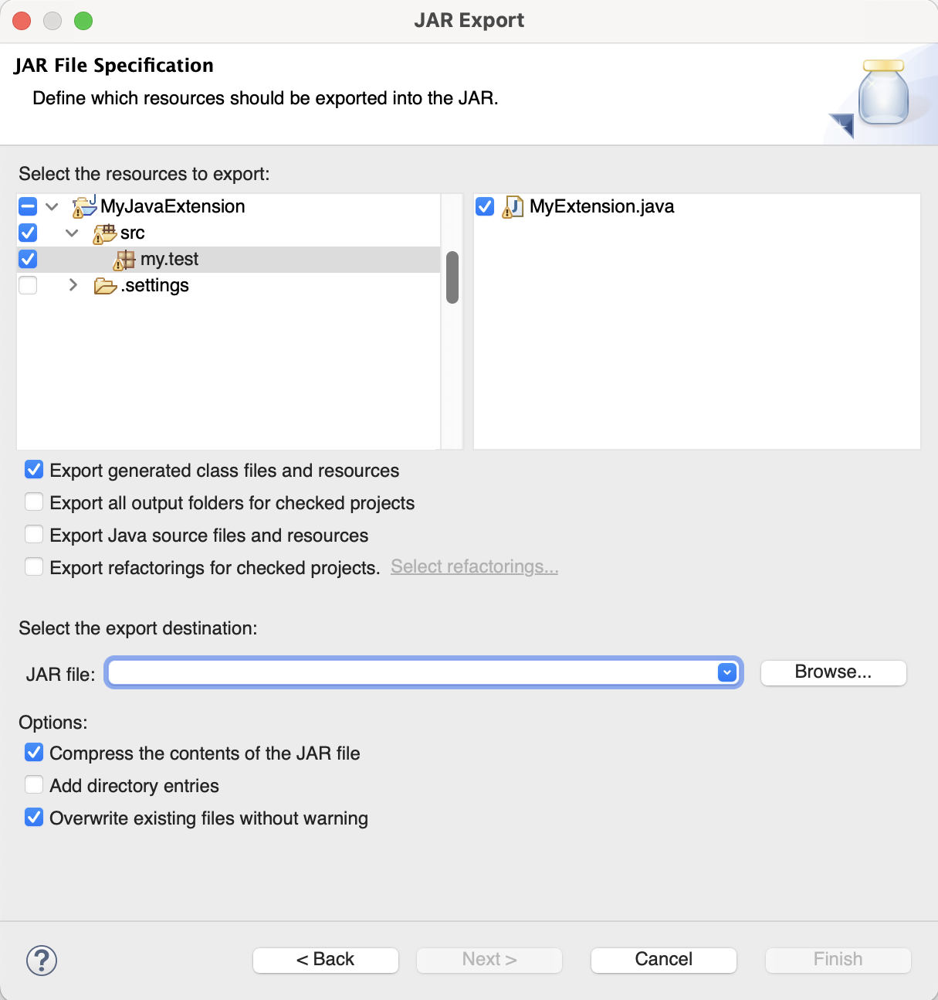 JAR Export
JAR File Specification
Define which resources should be exported into the JAR.
Select the resources to export:
MyJavaExtension
src
my.test
.settings
MyExtension.java
Export generated class files and resources
Export all output folders for checked projects
Export Java source files and resources
Export refactorings for checked projects. Select refactorings...
Select the export destination:
JAR file:
Browse...
Options:
Compress the contents of the JAR file
Add directory entries
Overwrite existing files without warning
? < Back Next > Cancel Finish